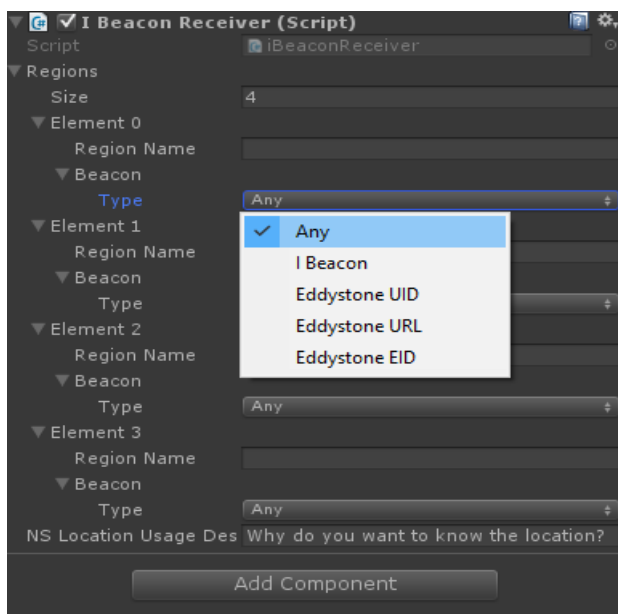 I Beacon Receiver (Script)
Script iBeaconReceiver
Regions
Size 4
Element 0
Region Name
Beacon
Type Any
Element 1 Any
Region Name I Beacon
Beacon Eddystone UID
Type Eddystone URL
Element 2 Eddystone EID
Region Name
Beacon
Type Any
Element 3
Region Name
Beacon
Type Any
NS Location Usage Des Why do you want to know the location?
Add Component